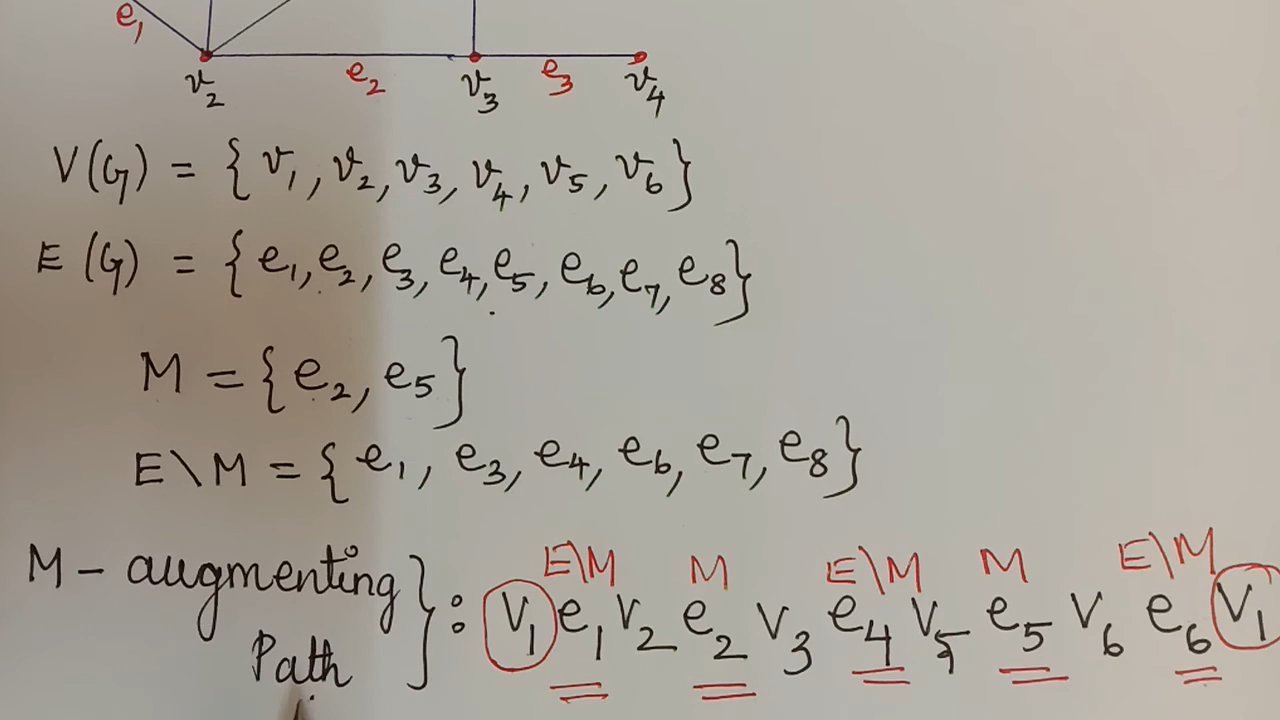 e₁
e₂ e₃
v₂ v₃ v₄
V(G) = {v₁, v₂, v₃, v₄, v₅, v₆}
E(G) = {e₁, e₂, e₃, e₄, e₅, e₆, e₇, e₈}
M = {e₂, e₅}
E\M = {e₁, e₃, e₄, e₆, e₇, e₈}
E\M M E\M M E\M
M - augmenting Path } : V₁ e₁ V₂ e₂ V₃ e₄ V₅ e₅ V₆ e₆ V₁